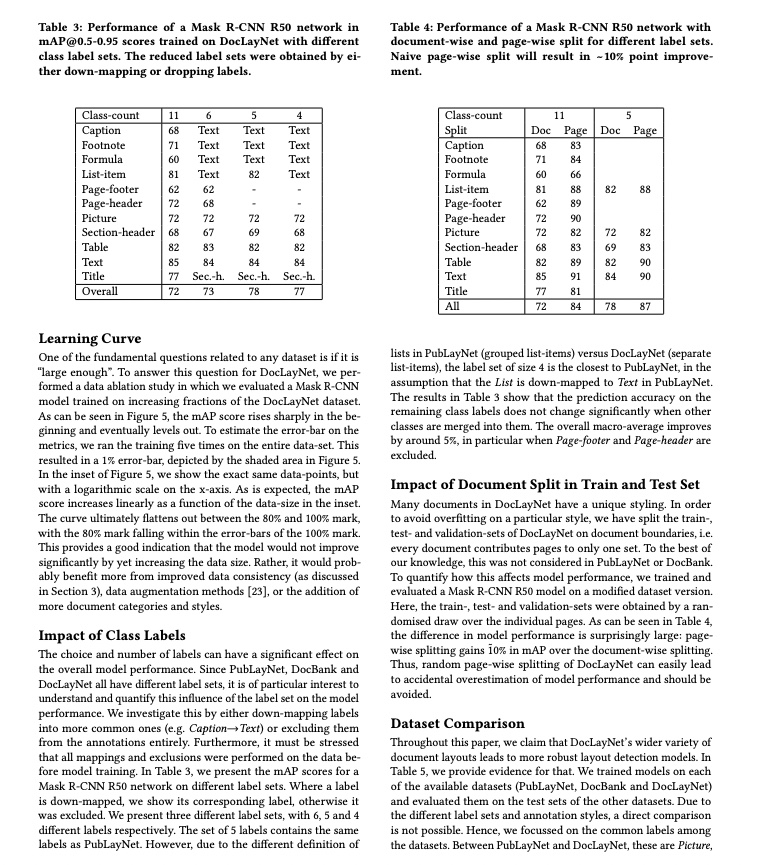 Table 3: Performance of a Mask R-CNN R50 network in
mAP@0.5-0.95 scores trained on DocLayNet with different
class label sets. The reduced label sets were obtained by ei-
ther down-mapping or dropping labels.
Class-count 11 6 5 4
Caption 68 Text Text Text
Footnote 71 Text Text Text
Formula 60 Text Text Text
List-item 81 Text 82 Text
Page-footer 62 62 - -
Page-header 72 68 - -
Picture 72 72 72 72
Section-header 68 67 69 68
Table 82 83 82 82
Text 85 84 84 84
Title 77 Sec.-h. Sec.-h. Sec.-h.
Overall 72 73 78 77
Learning Curve
One of the fundamental questions related to any dataset is if it is
"large enough". To answer this question for DocLayNet, we per-
formed a data ablation study in which we evaluated a Mask R-CNN
model trained on increasing fractions of the DocLayNet dataset.
As can be seen in Figure 5, the mAP score rises sharply in the be-
ginning and eventually levels out. To estimate the error-bar on the
metrics, we ran the training five times on the entire data-set. This
resulted in a 1% error-bar, depicted by the shaded area in Figure 5.
In the inset of Figure 5, we show the exact same data-points, but
with a logarithmic scale on the x-axis. As is expected, the mAP
score increases linearly as a function of the data-size in the inset.
The curve ultimately flattens out between the 80% and 100% mark,
with the 80% mark falling within the error-bars of the 100% mark.
This provides a good indication that the model would not improve
significantly by yet increasing the data size. Rather, it would prob-
ably benefit more from improved data consistency (as discussed
in Section 3), data augmentation methods [23], or the addition of
more document categories and styles.
Impact of Class Labels
The choice and number of labels can have a significant effect on
the overall model performance. Since PubLayNet, DocBank and
DocLayNet all have different label sets, it is of particular interest to
understand and quantify this influence of the label set on the model
performance. We investigate this by either down-mapping labels
into more common ones (e.g. Caption→Text) or excluding them
from the annotations entirely. Furthermore, it must be stressed
that all mappings and exclusions were performed on the data be-
fore model training. In Table 3, we present the mAP scores for a
Mask R-CNN R50 network on different label sets. Where a label
is down-mapped, we show its corresponding label, otherwise it
was excluded. We present three different label sets, with 6, 5 and 4
different labels respectively. The set of 5 labels contains the same
labels as PubLayNet. However, due to the different definition of
Table 4: Performance of a Mask R-CNN R50 network with
document-wise and page-wise split for different label sets.
Naive page-wise split will result in ~10% point improve-
ment.
Class-count 11 5
Split Doc Page Doc Page
Caption 68 83
Footnote 71 84
Formula 60 66
List-item 81 88 82 88
Page-footer 62 89
Page-header 72 90
Picture 72 82 72 82
Section-header 68 83 69 83
Table 82 89 82 90
Text 85 91 84 90
Title 77 81
All 72 84 78 87
lists in PubLayNet (grouped list-items) versus DocLayNet (separate
list-items), the label set of size 4 is the closest to PubLayNet, in the
assumption that the List is down-mapped to Text in PubLayNet.
The results in Table 3 show that the prediction accuracy on the
remaining class labels does not change significantly when other
classes are merged into them. The overall macro-average improves
by around 5%, in particular when Page-footer and Page-header are
excluded.
Impact of Document Split in Train and Test Set
Many documents in DocLayNet have a unique styling. In order
to avoid overfitting on a particular style, we have split the train-,
test- and validation-sets of DocLayNet on document boundaries, i.e.
every document contributes pages to only one set. To the best of
our knowledge, this was not considered in PubLayNet or DocBank.
To quantify how this affects model performance, we trained and
evaluated a Mask R-CNN R50 model on a modified dataset version.
Here, the train-, test- and validation-sets were obtained by a ran-
domised draw over the individual pages. As can be seen in Table 4,
the difference in model performance is surprisingly large: page-
wise splitting gains 1̃0% in mAP over the document-wise splitting.
Thus, random page-wise splitting of DocLayNet can easily lead
to accidental overestimation of model performance and should be
avoided.
Dataset Comparison
Throughout this paper, we claim that DocLayNet's wider variety of
document layouts leads to more robust layout detection models. In
Table 5, we provide evidence for that. We trained models on each
of the available datasets (PubLayNet, DocBank and DocLayNet)
and evaluated them on the test sets of the other datasets. Due to
the different label sets and annotation styles, a direct comparison
is not possible. Hence, we focussed on the common labels among
the datasets. Between PubLayNet and DocLayNet, these are Picture,